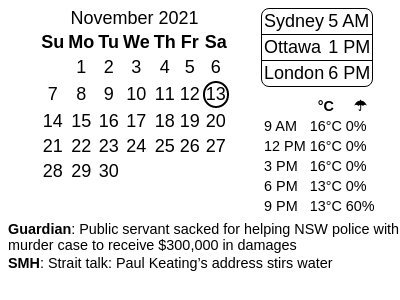 November 2021
Su Mo Tu We Th Fr Sa
1 2 3 4 5 6
7 8 9 10 11 12 13
14 15 16 17 18 19 20
21 22 23 24 25 26 27
28 29 30
Sydney 5 AM
Ottawa 1 PM
London 6 PM
°C ☂
9 AM 16°C 0%
12 PM 16°C 0%
3 PM 16°C 0%
6 PM 13°C 0%
9 PM 13°C 60%
Guardian: Public servant sacked for helping NSW police with
murder case to receive $300,000 in damages
SMH: Strait talk: Paul Keating’s address stirs water